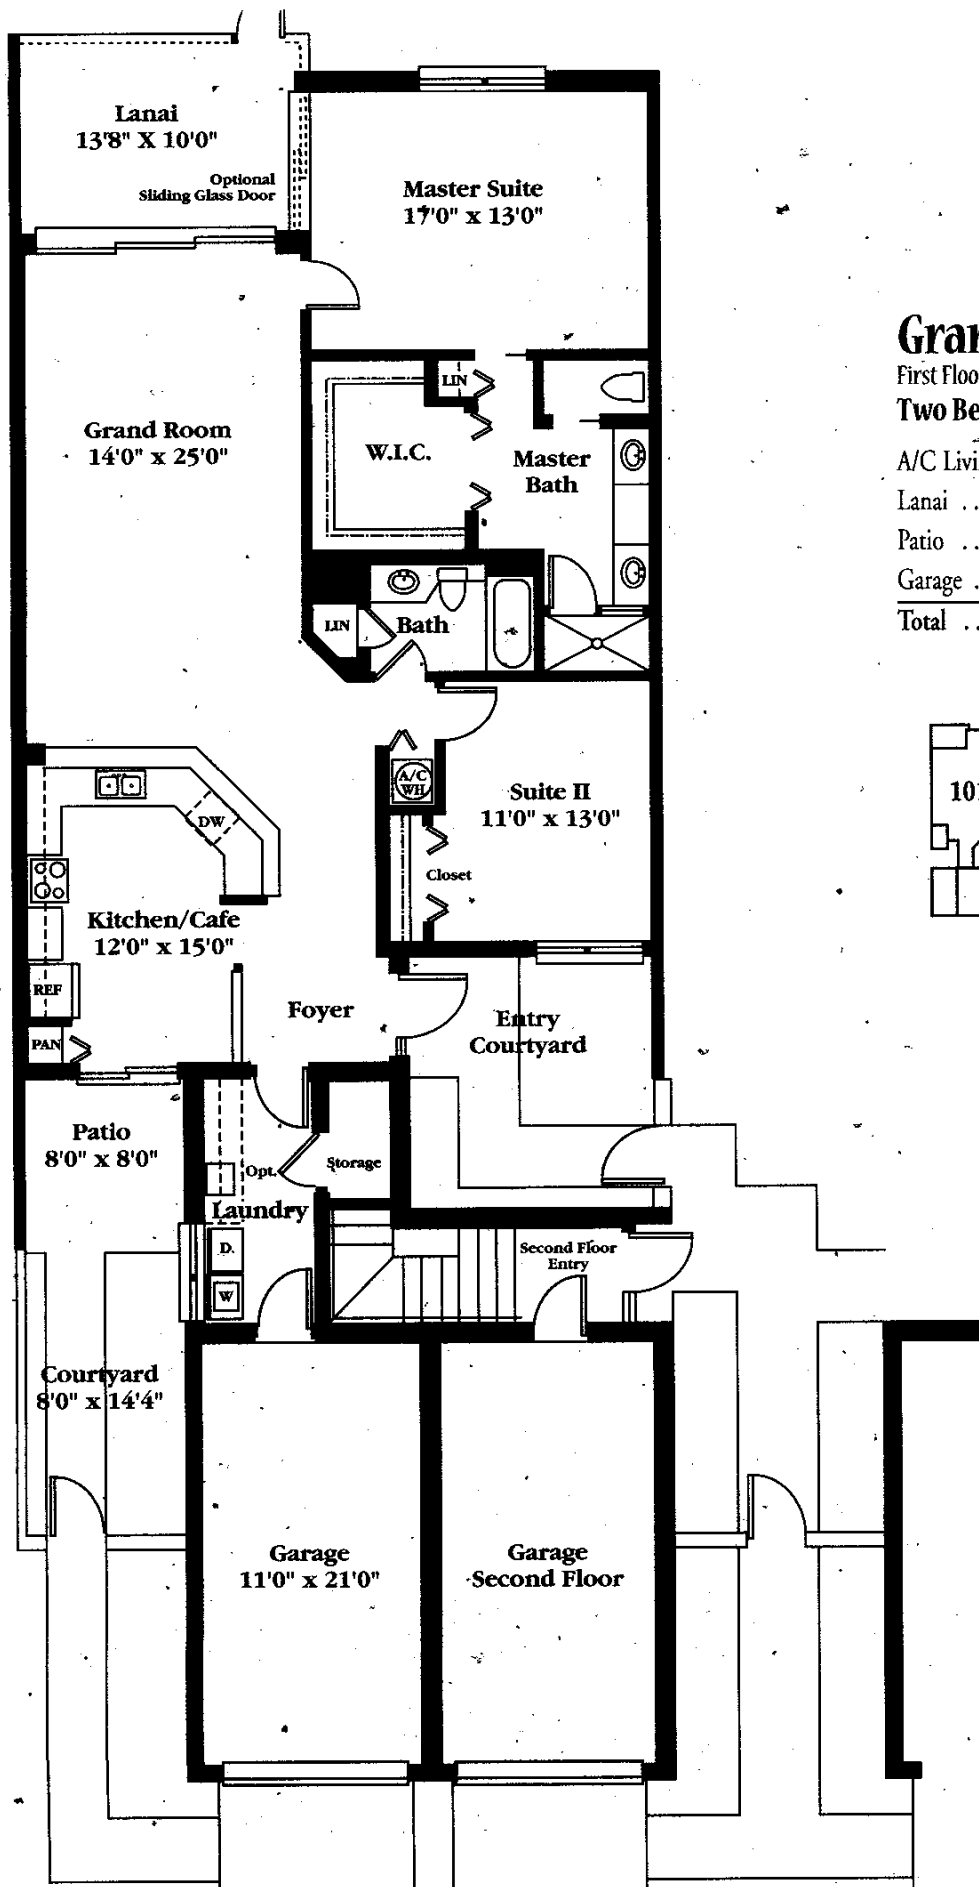 Lanai
13'8" X 10'0"
Optional
Sliding Glass Door
Master Suite
17'0" x 13'0"
LIN
Grand Room
14'0" x 25'0"
W.I.C.
Master
Bath
LIN
Bath
A/C
WH
Suite II
11'0" x 13'0"
DW
Closet
Kitchen/Cafe
12'0" x 15'0"
REF
PAN
Foyer
Entry
Courtyard
Patio
8'0" x 8'0"
Opt.
Storage
Laundry
D.
W
Second Floor
Entry
Courtyard
8'0" x 14'4"
Garage
11'0" x 21'0"
Garage
Second Floor
Gran
First Floo
Two Be
A/C Livi
Lanai . .
Patio . .
Garage .
Total . .
101